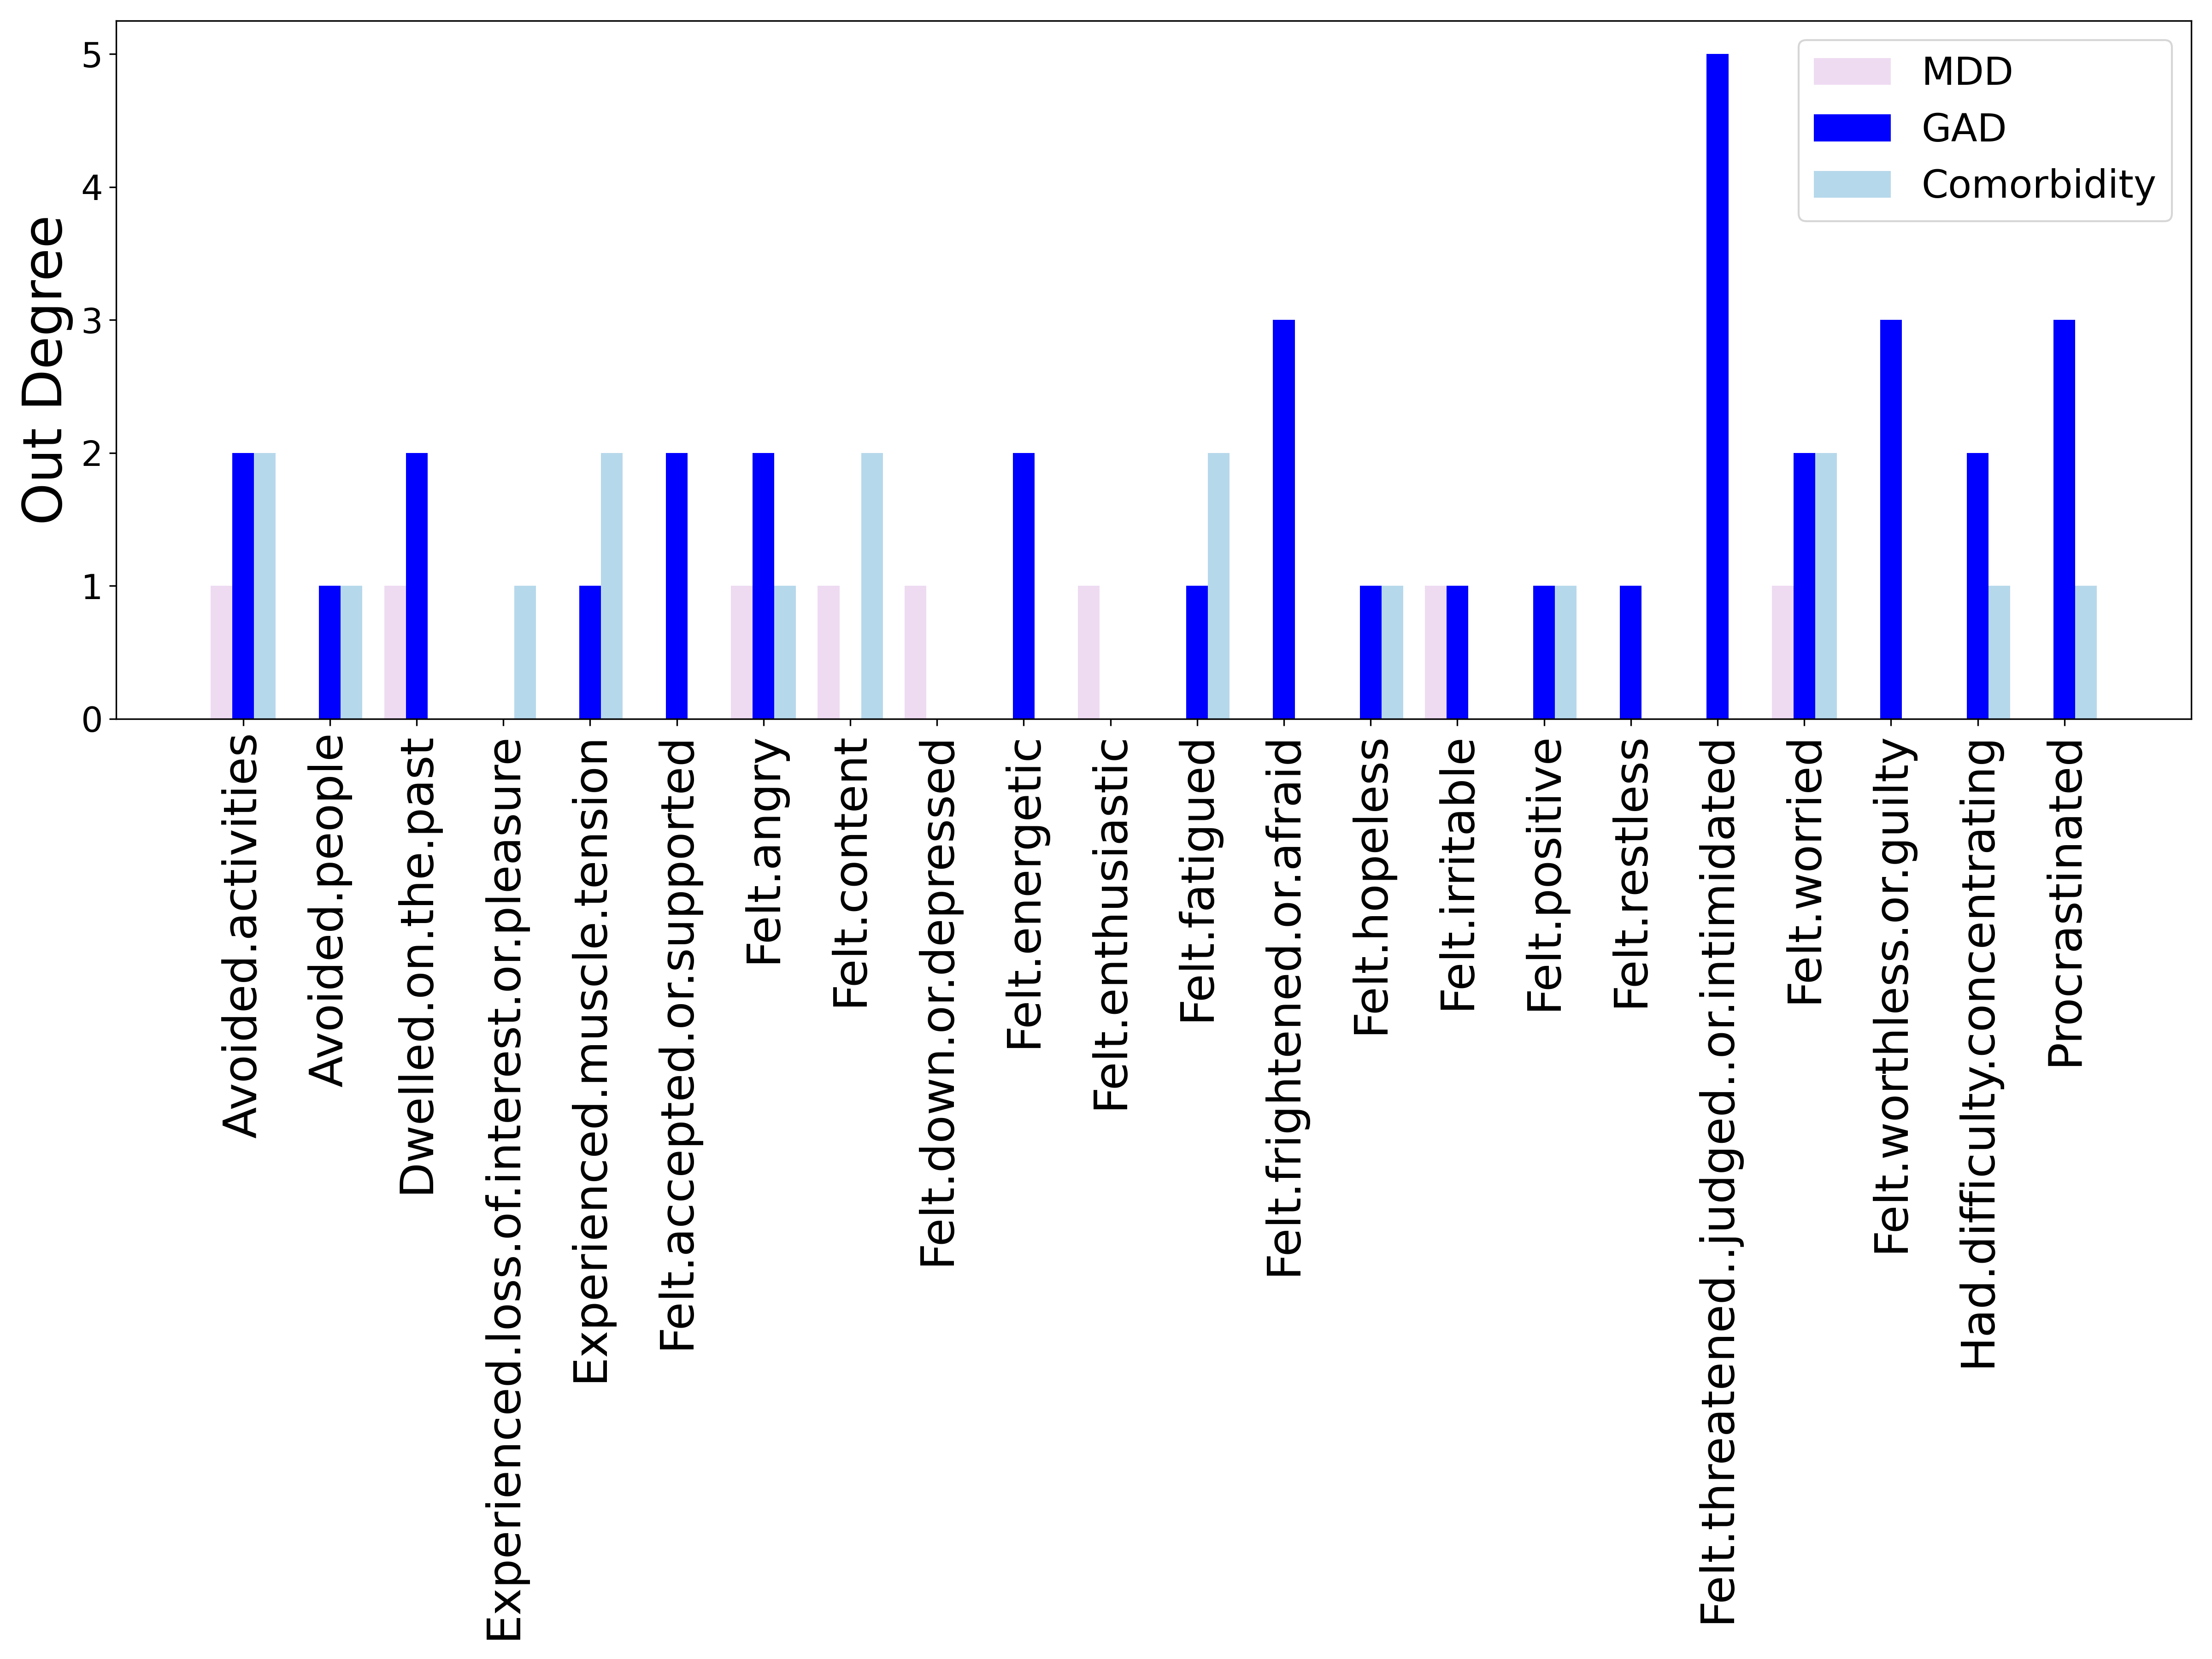 Out Degree
5
4
3
2
1
0
MDD
GAD
Comorbidity
Avoided.activities
Avoided.people
Dwelled.on.the.past
Experienced.loss.of.interest.or.pleasure
Experienced.muscle.tension
Felt.accepted.or.supported
Felt.angry
Felt.content
Felt.down.or.depressed
Felt.energetic
Felt.enthusiastic
Felt.fatigued
Felt.frightened.or.afraid
Felt.hopeless
Felt.irritable
Felt.positive
Felt.restless
Felt.threatened..judged..or.intimidated
Felt.worried
Felt.worthless.or.guilty
Had.difficulty.concentrating
Procrastinated